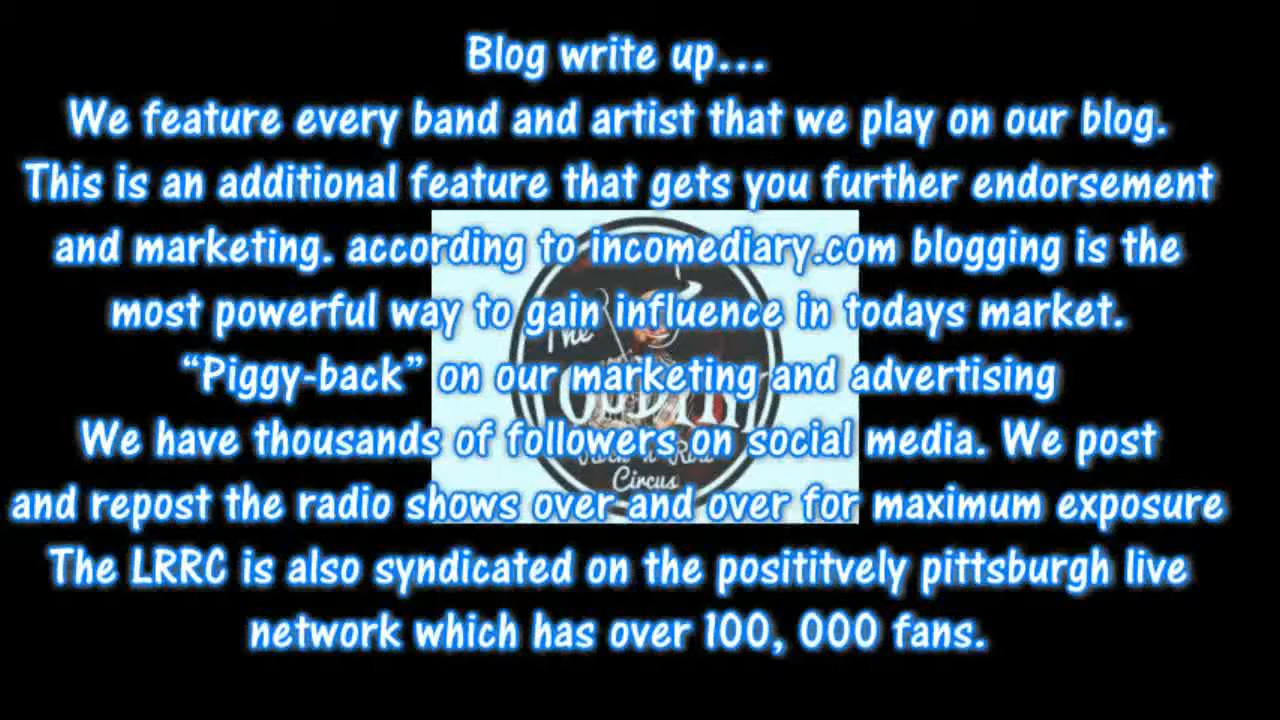 Blog write up...
We feature every band and artist that we play on our blog.
This is an additional feature that gets you further endorsement
and marketing. according to incomediary.com blogging is the
most powerful way to gain influence in todays market.
“Piggy-back” on our marketing and advertising
We have thousands of followers on social media. We post
and repost the radio shows over and over for maximum exposure
The LRRC is also syndicated on the posititvely pittsburgh live
network which has over 100, 000 fans.
The
Rock 'n' Roll
Circus